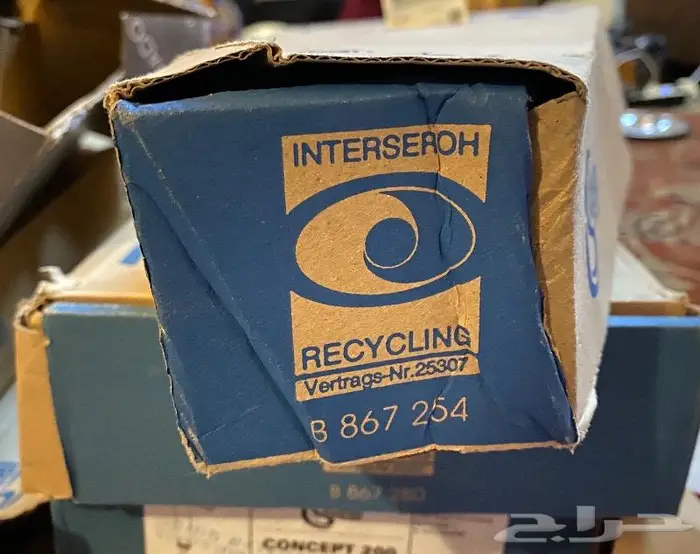 INTERSEROH
RECYCLING
Vertrags-Nr.25307
B 867 254
B 867 280
CONCEPT 200
حراج